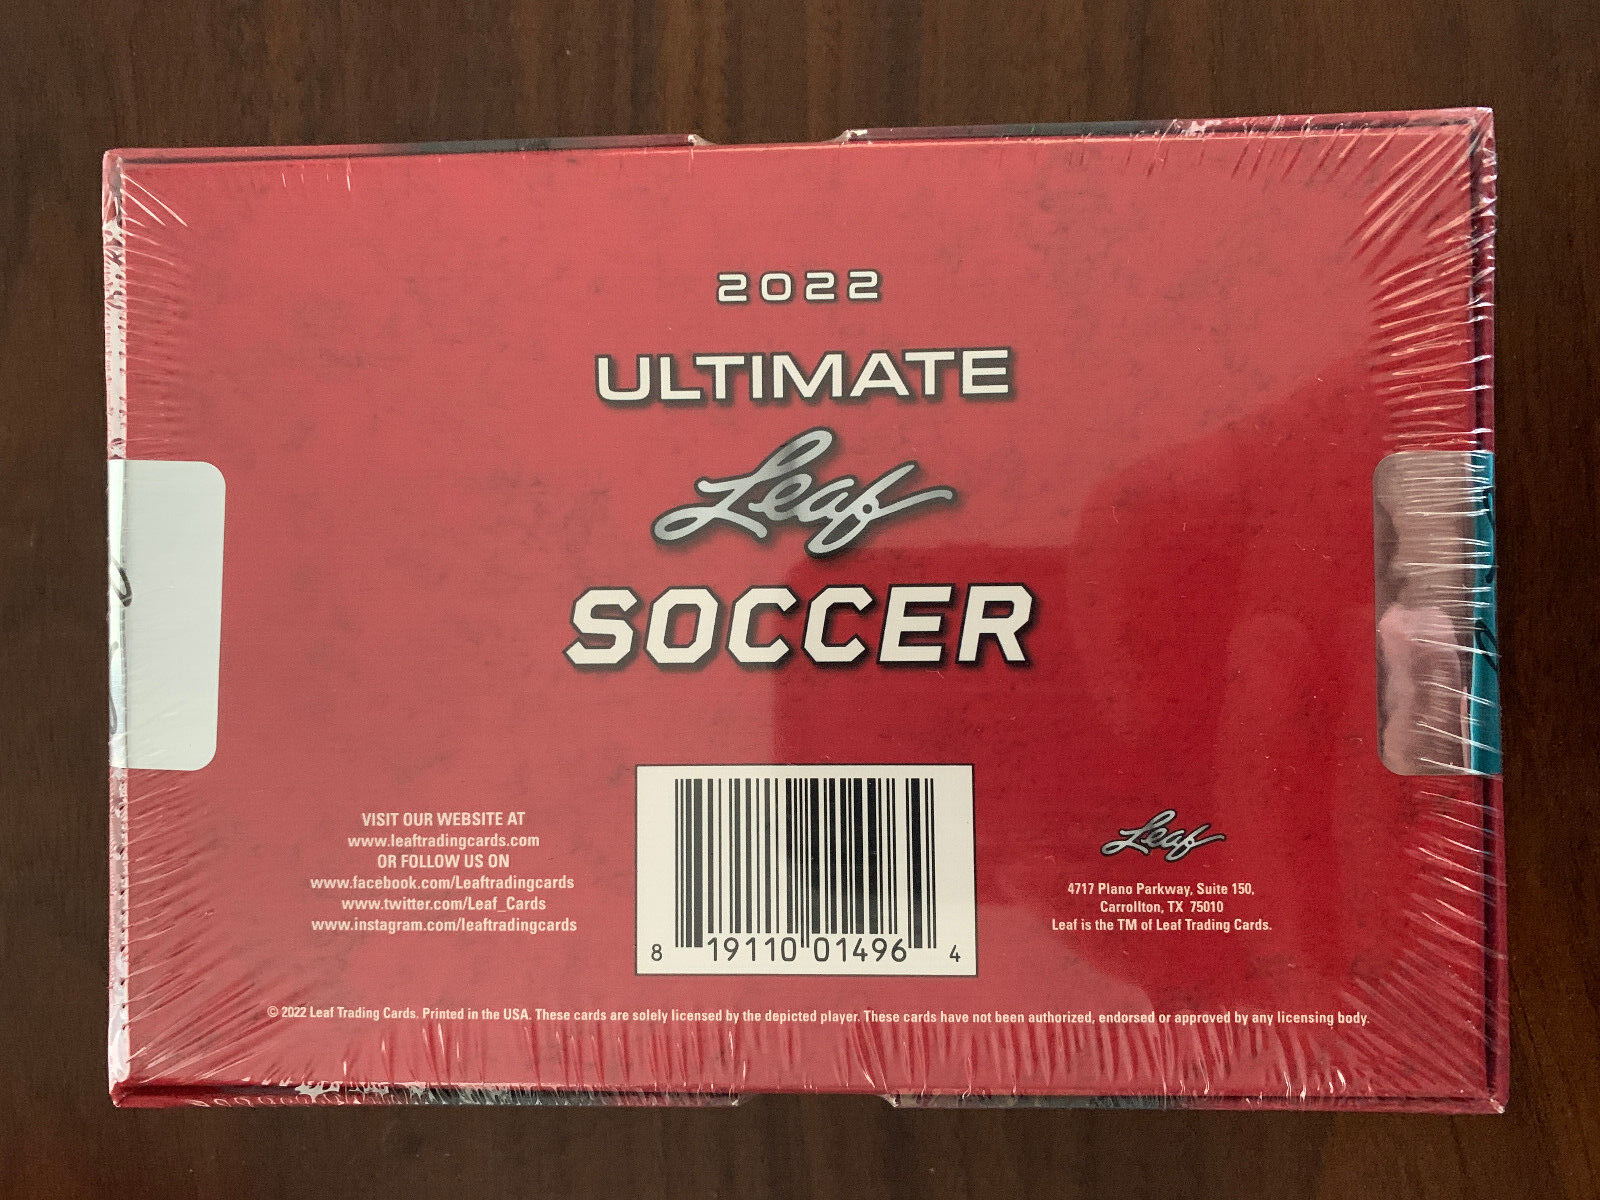 2022
ULTIMATE
Leaf
SOCCER
VISIT OUR WEBSITE AT
www.leaftradingcards.com
OR FOLLOW US ON
www.facebook.com/Leaftradingcards
www.twitter.com/Leaf_Cards
www.instagram.com/leaftradingcards
8 19110 01496 4
Leaf
4717 Plano Parkway, Suite 150,
Carrollton, TX 75010
Leaf is the TM of Leaf Trading Cards.
© 2022 Leaf Trading Cards. Printed in the USA. These cards are solely licensed by the depicted player. These cards have not been authorized, endorsed or approved by any licensing body.